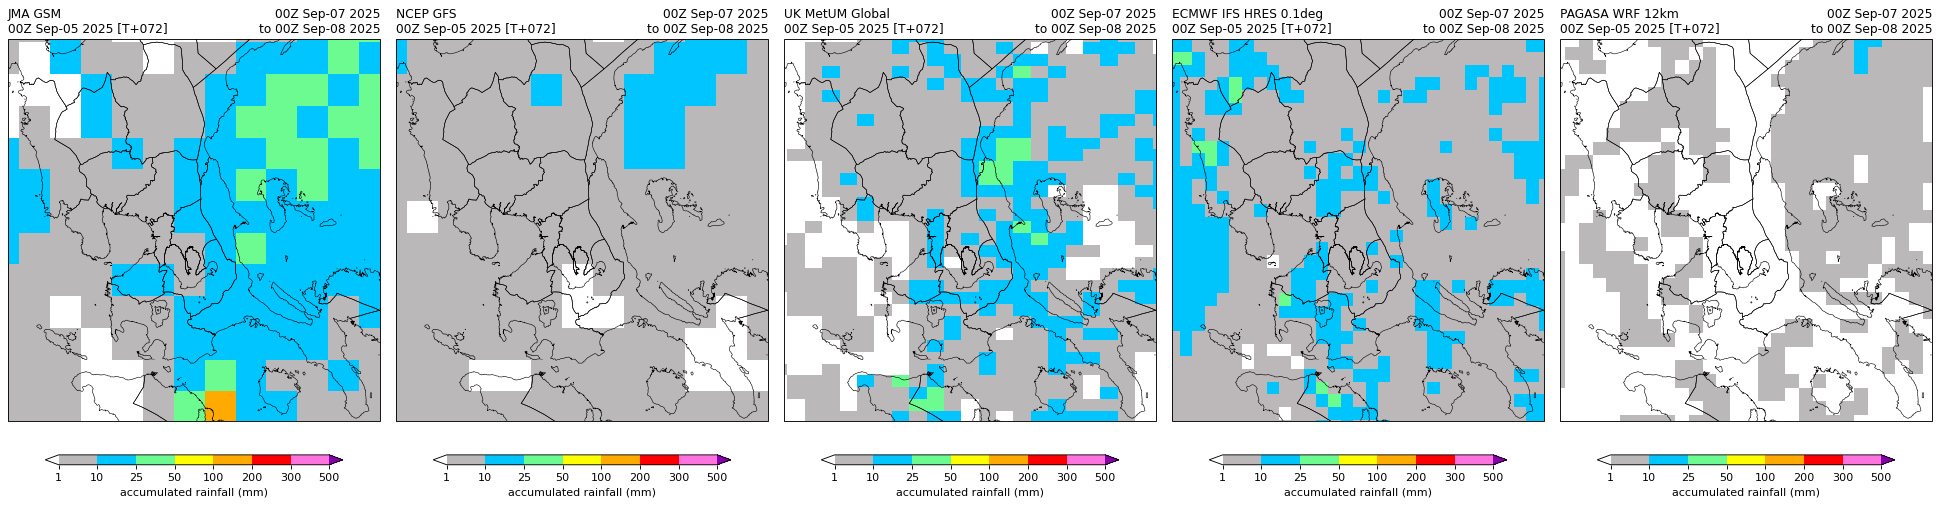 JMA GSM 00Z Sep-07 2025
00Z Sep-05 2025 [T+072] to 00Z Sep-08 2025
1 10 25 50 100 200 300 500
accumulated rainfall (mm)
NCEP GFS 00Z Sep-07 2025
00Z Sep-05 2025 [T+072] to 00Z Sep-08 2025
1 10 25 50 100 200 300 500
accumulated rainfall (mm)
UK MetUM Global 00Z Sep-07 2025
00Z Sep-05 2025 [T+072] to 00Z Sep-08 2025
1 10 25 50 100 200 300 500
accumulated rainfall (mm)
ECMWF IFS HRES 0.1deg 00Z Sep-07 2025
00Z Sep-05 2025 [T+072] to 00Z Sep-08 2025
1 10 25 50 100 200 300 500
accumulated rainfall (mm)
PAGASA WRF 12km 00Z Sep-07 2025
00Z Sep-05 2025 [T+072] to 00Z Sep-08 2025
1 10 25 50 100 200 300 500
accumulated rainfall (mm)